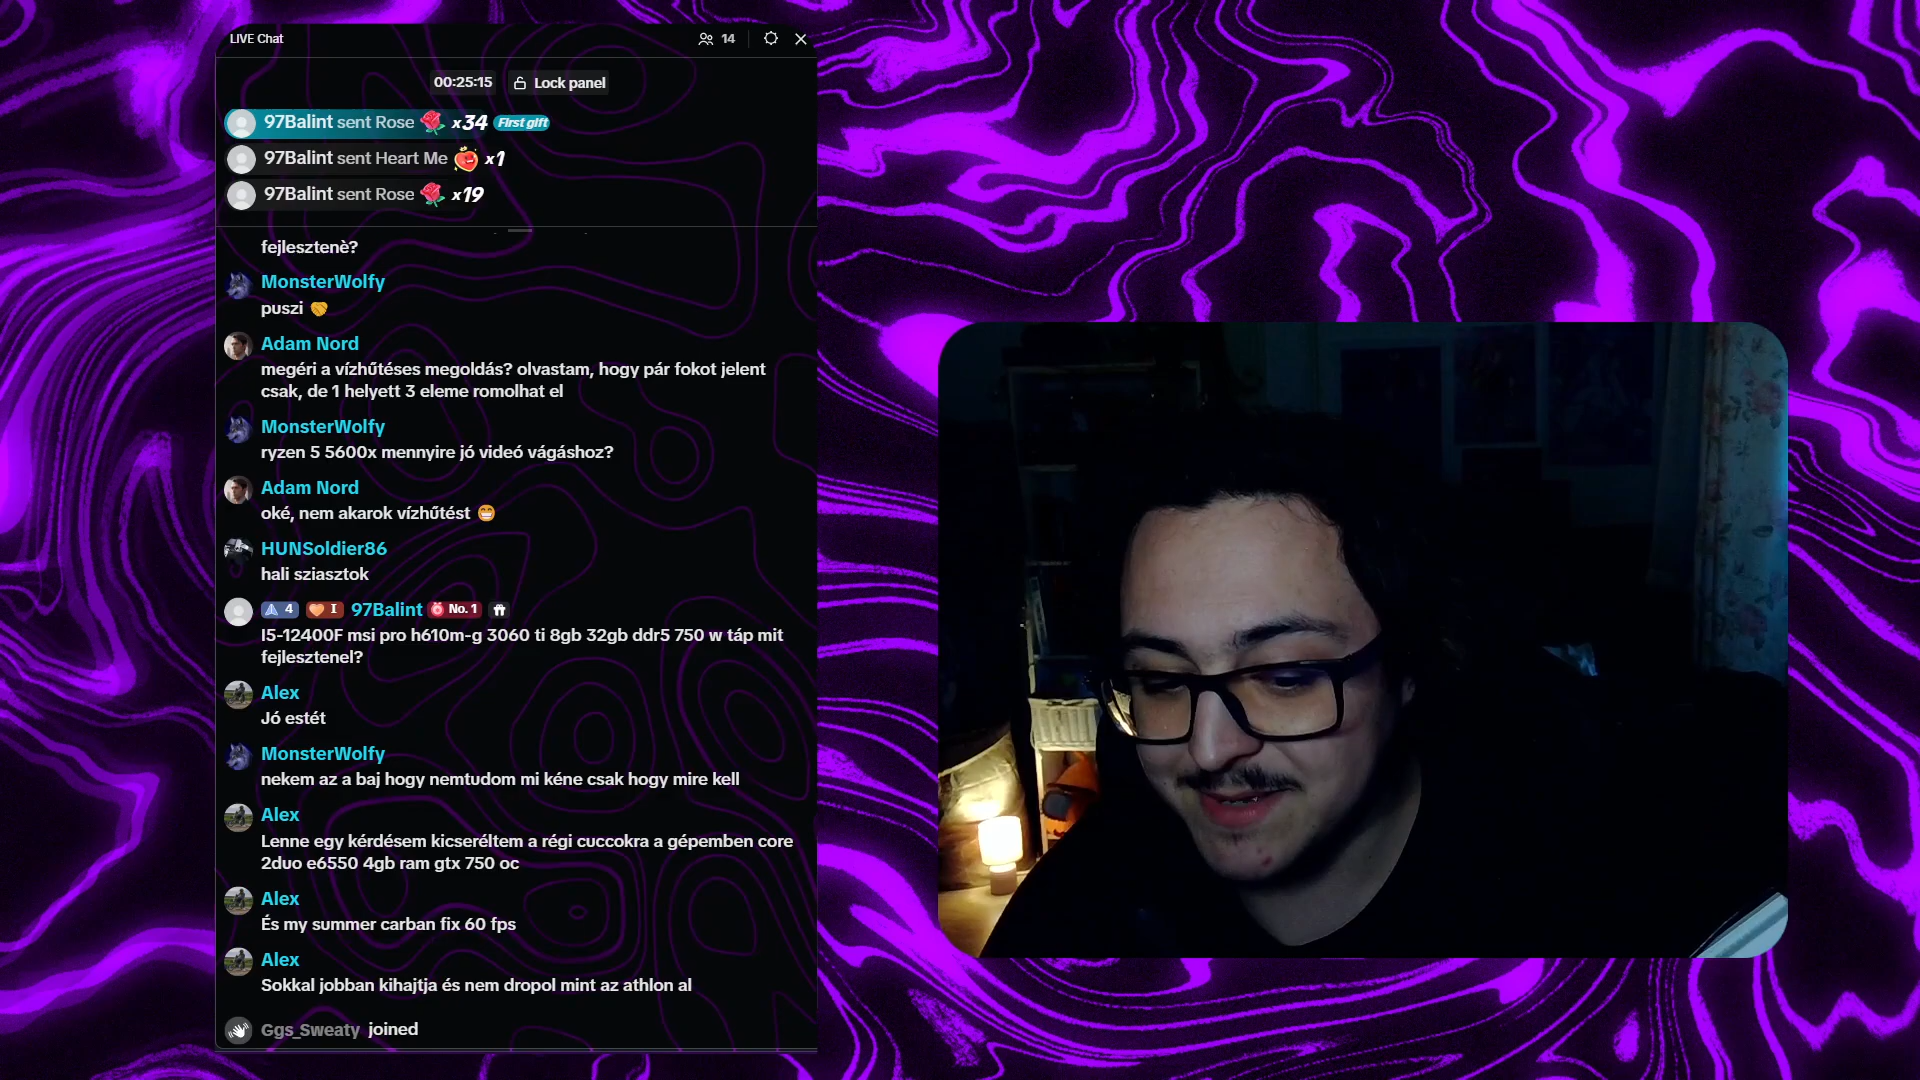 LIVE Chat
14
00:25:15
Lock panel
97Balint sent Rose x34 First gift
97Balint sent Heart Me x1
97Balint sent Rose x19
fejlesztenè?
MonsterWolfy
puszi
Adam Nord
megéri a vízhűtéses megoldás? olvastam, hogy pár fokot jelent
csak, de 1 helyett 3 eleme romolhat el
MonsterWolfy
ryzen 5 5600x mennyire jó videó vágáshoz?
Adam Nord
oké, nem akarok vízhűtést
HUNSoldier86
hali sziasztok
4 I 97Balint No. 1
I5-12400F msi pro h610m-g 3060 ti 8gb 32gb ddr5 750 w táp mit
fejlesztenel?
Alex
Jó estét
MonsterWolfy
nekem az a baj hogy nemtudom mi kéne csak hogy mire kell
Alex
Lenne egy kérdésem kicseréltem a régi cuccokra a gépemben core
2duo e6550 4gb ram gtx 750 oc
Alex
És my summer carban fix 60 fps
Alex
Sokkal jobban kihajtja és nem dropol mint az athlon al
Ggs_Sweaty joined